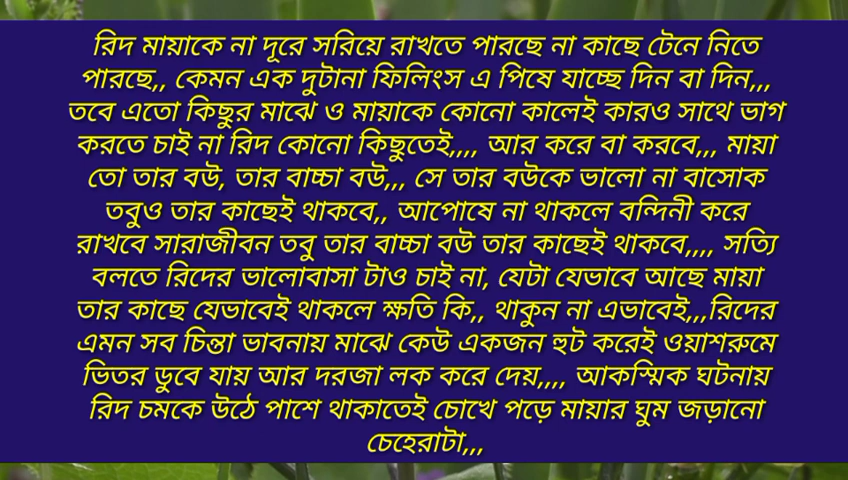 রিদ মায়াকে না দূরে সরিয়ে রাখতে পারছে না কাছে টেনে নিতে
পারছে,, কেমন এক দুটানা ফিলিংস এ পিষে যাচ্ছে দিন বা দিন,,,
তবে এতো কিছুর মাঝে ও মায়াকে কোনো কালেই কারও সাথে ভাগ
করতে চাই না রিদ কোনো কিছুতেই,,,, আর করে বা করবে,,, মায়া
তো তার বউ, তার বাচ্চা বউ,,, সে তার বউকে ভালো না বাসোক
তবুও তার কাছেই থাকবে,, আপোষে না থাকলে বন্দিনী করে
রাখবে সারাজীবন তবু তার বাচ্চা বউ তার কাছেই থাকবে,,,, সত্যি
বলতে রিদের ভালোবাসা টাও চাই না, যেটা যেভাবে আছে মায়া
তার কাছে যেভাবেই থাকলে ক্ষতি কি,, থাকুন না এভাবেই,,,রিদের
এমন সব চিন্তা ভাবনায় মাঝে কেউ একজন হুট করেই ওয়াশরুমে
ভিতর ডুবে যায় আর দরজা লক করে দেয়,,,, আকস্মিক ঘটনায়
রিদ চমকে উঠে পাশে থাকাতেই চোখে পড়ে মায়ার ঘুম জড়ানো
চেহেরাটা,,,